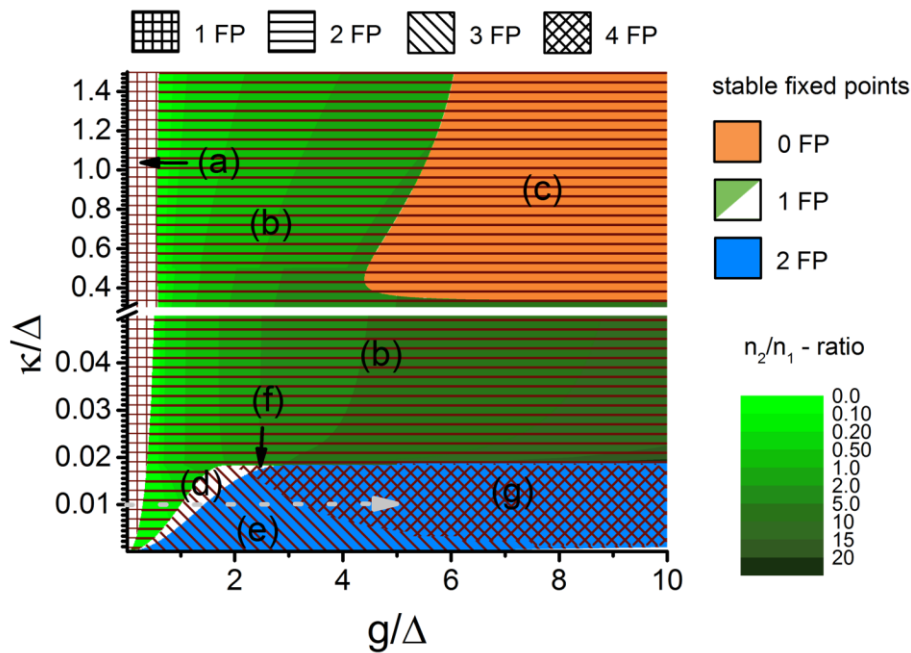 1 FP 2 FP 3 FP 4 FP
stable fixed points
0 FP
1 FP
2 FP
n₂/n₁ - ratio
0.0
0.10
0.20
0.50
1.0
2.0
5.0
10
15
20
κ/Δ
1.4
1.2
1.0
0.8
0.6
0.4
0.04
0.03
0.02
0.01
(a)
(b)
(c)
(b)
(f)
(d)
(g)
(e)
2 4 6 8 10
g/Δ